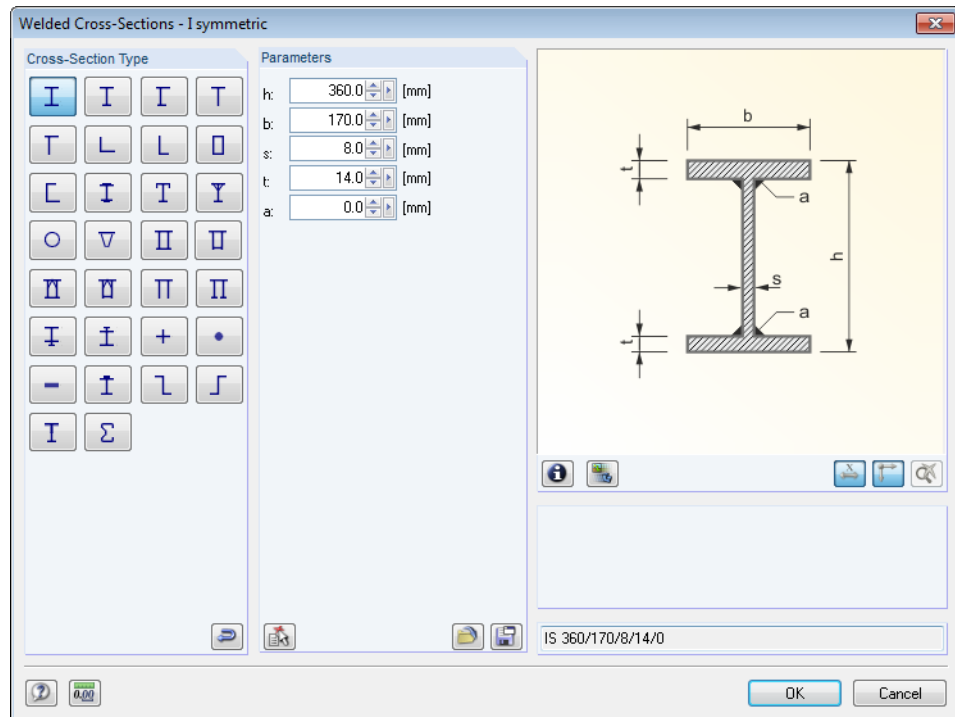 Welded Cross-Sections - I symmetric
Cross-Section Type
Parameters
h: 360.0 [mm]
b: 170.0 [mm]
s: 8.0 [mm]
t: 14.0 [mm]
a: 0.0 [mm]
b
t
a
h
s
a
t
X
IS 360/170/8/14/0
0.00
OK
Cancel